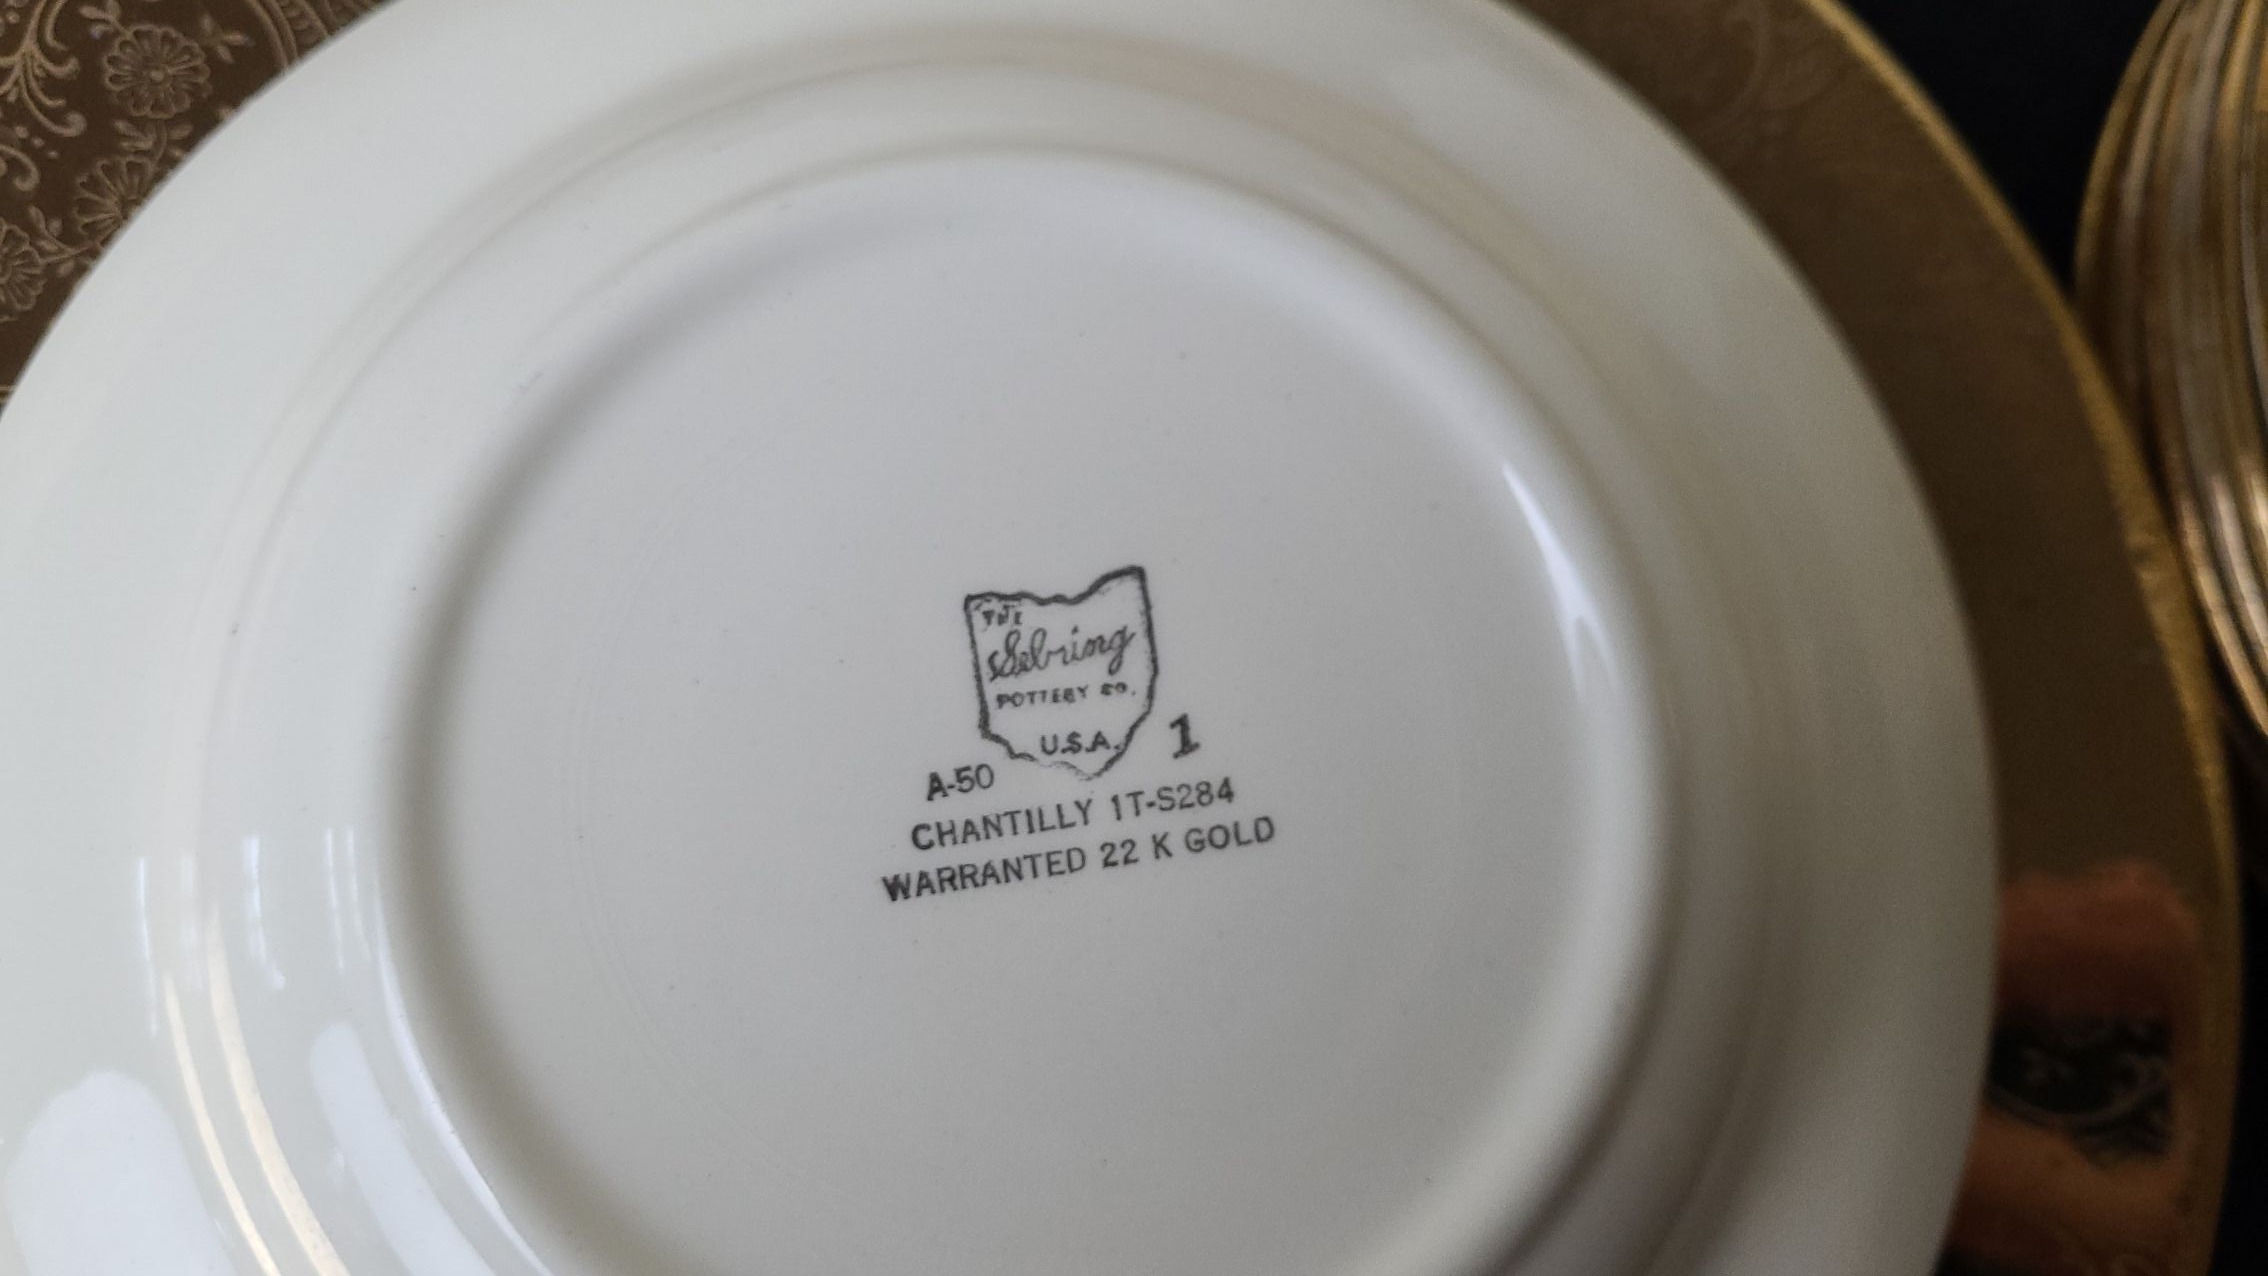 THE
Sebring
POTTERY CO.
U.S.A.
A-50 1
CHANTILLY 1T-S284
WARRANTED 22 K GOLD